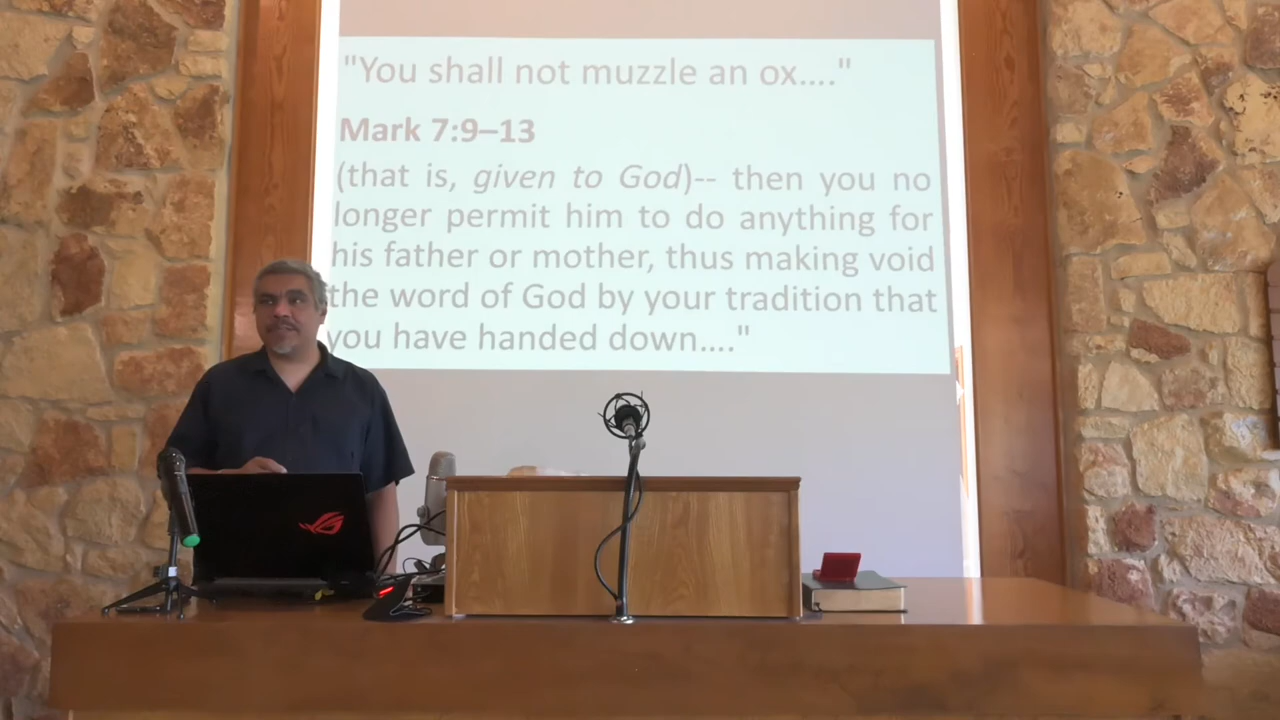 "You shall not muzzle an ox...."
Mark 7:9–13
(that is, given to God)-- then you no
longer permit him to do anything for
his father or mother, thus making void
the word of God by your tradition that
you have handed down...."